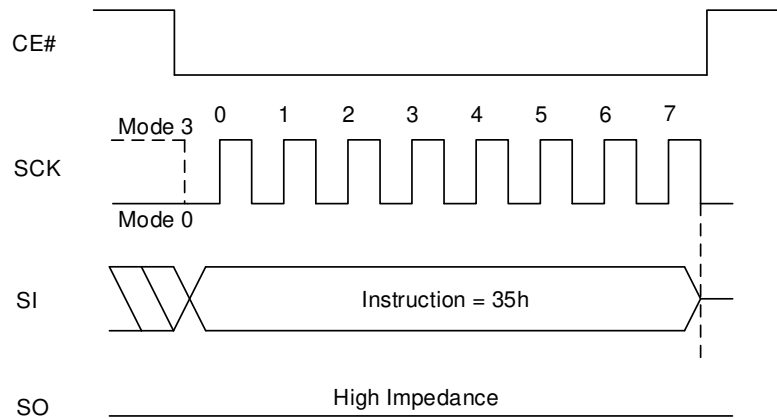 CE#
0 1 2 3 4 5 6 7
Mode 3
SCK
Mode 0
SI
Instruction = 35h
High Impedance
SO